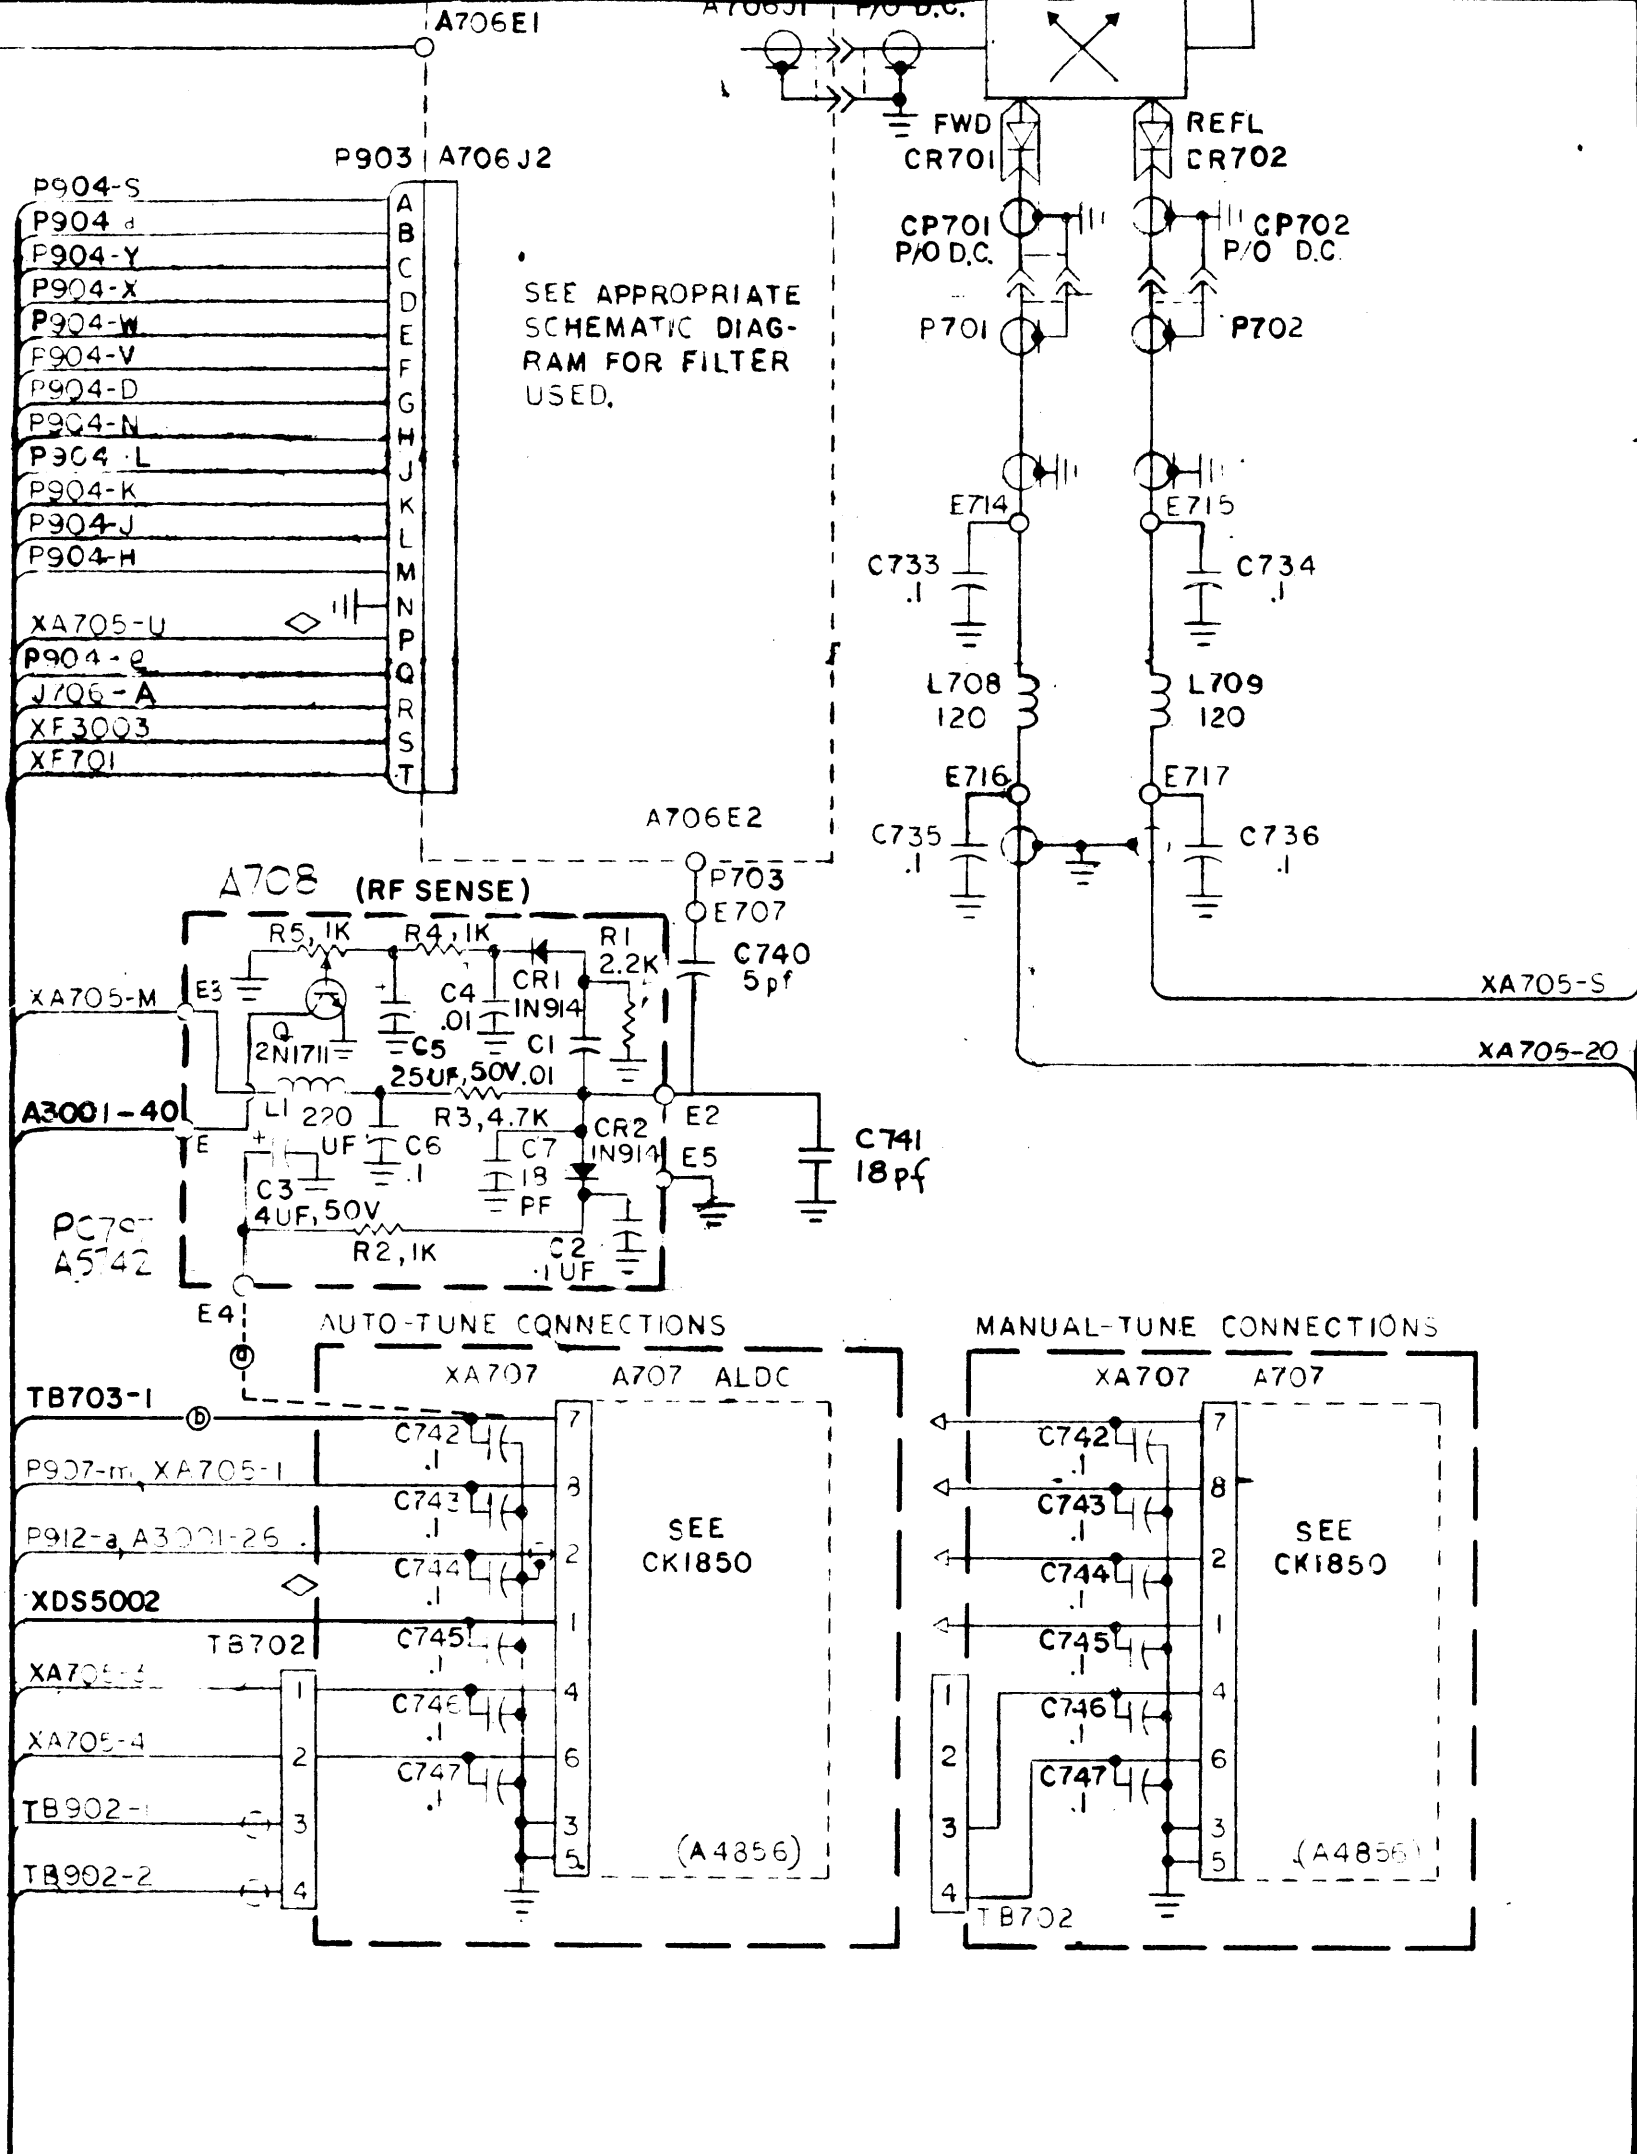 A706E1
P/O D.C.
FWD
CR701
REFL
CR702
P903
A706J2
P904-S
A
P904 d
B
P904-Y
C
P904-X
D
P904-W
E
P904-V
F
P904-D
G
P904-N
H
P904 L
J
P904-K
K
P904-J
L
P904-H
M
N
XA705-U
P
P904-e
Q
J706-A
R
XF3003
S
XF701
T
SEE APPROPRIATE
SCHEMATIC DIAG-
RAM FOR FILTER
USED.
CP701
P/O D.C.
CP702
P/O D.C.
P701
P702
E714
E715
C733
.1
C734
.1
L708
120
L709
120
E716
E717
C735
.1
C736
.1
A706E2
P703
E707
C740
5pf
XA705-S
XA705-20
A708
(RF SENSE)
R5, 1K
R4, 1K
R1
2.2K
CR1
1N914
C4
.01
XA705-M
E3
Q
2N1711
C5
25UF, 50V
C1
.01
L1
220
UF
R3, 4.7K
E2
A3001-40
E
C6
.1
C7
18
PF
CR2
1N914
E5
C741
18pf
C3
4UF, 50V
R2, 1K
C2
.1UF
A5742
E4
a
AUTO-TUNE CONNECTIONS
XA707
A707 ALDC
TB703-1
b
C742
.1
7
P907-m, XA705-1
C743
.1
8
P912-a, A3001-26
C744
.1
2
XDS5002
C745
.1
1
TB702
1
C746
.1
4
XA705-4
2
C747
.1
6
TB902-1
3
3
5
TB902-2
4
SEE
CK1850
(A4856)
MANUAL-TUNE CONNECTIONS
XA707
A707
C742
.1
7
C743
.1
8
C744
.1
2
C745
.1
1
1
C746
.1
4
2
C747
.1
6
3
3
5
4
TB702
SEE
CK1850
(A4856)